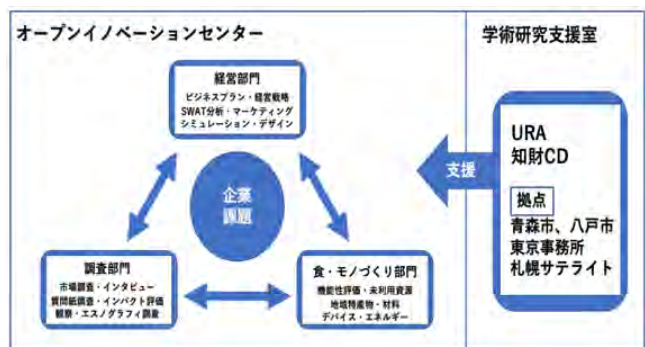 オープンイノベーションセンター
学術研究支援室
経営部門
ビジネスプラン・経営戦略
SWAT分析・マーケティング
シミュレーション・デザイン
企業
課題
支援
URA
知財CD
拠点
青森市、八戸市
東京事務所
札幌サテライト
調査部門
市場調査・インタビュー
質問紙調査・インパクト評価
観察・エスノグラフィ調査
食・モノづくり部門
機能性評価・未利用資源
地域特産物・材料
デバイス・エネルギー